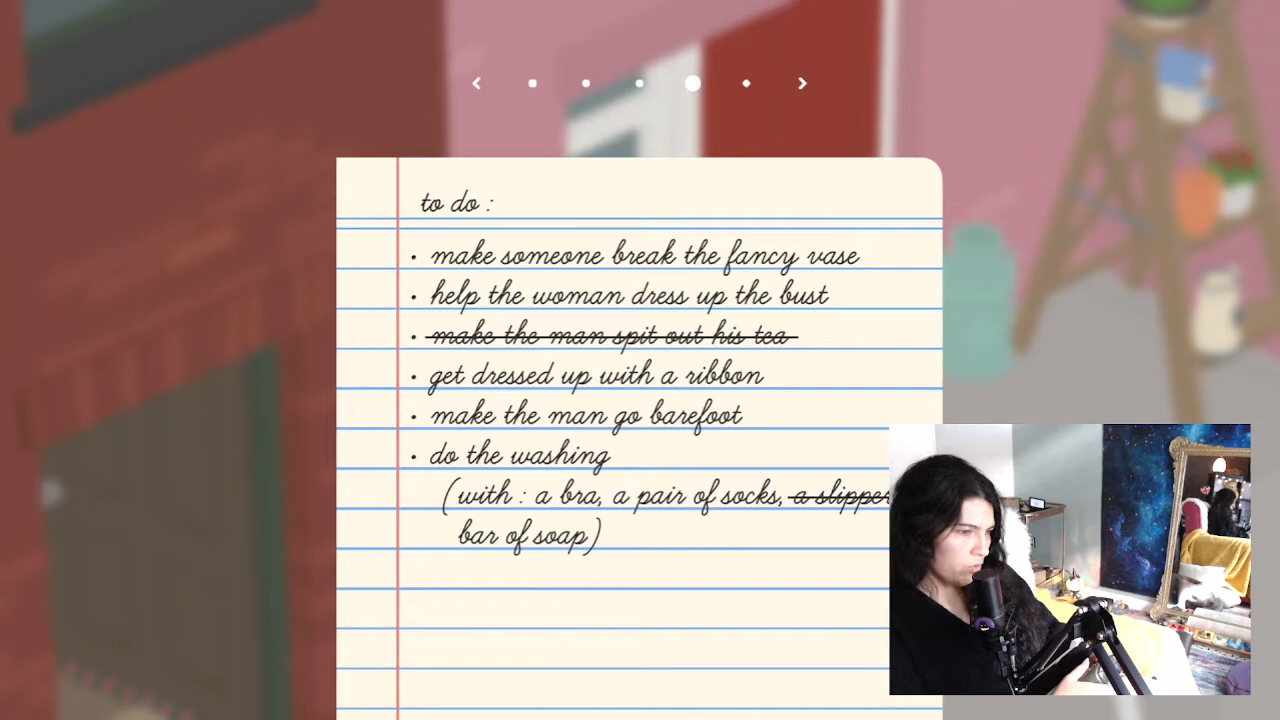 to do :
• make someone break the fancy vase
• help the woman dress up the bust
• make the man spit out his tea
• get dressed up with a ribbon
• make the man go barefoot
• do the washing
(with : a bra, a pair of socks, a slipper
bar of soap)